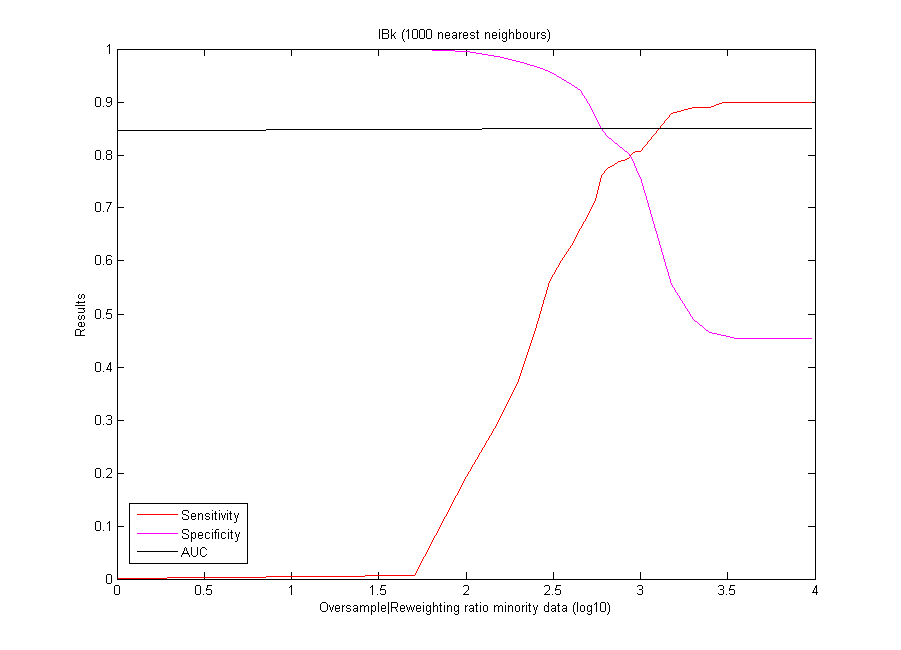 IBk (1000 nearest neighbours)
1
0.9
0.8
0.7
0.6
0.5
0.4
0.3
0.2
0.1
0
Results
Sensitivity
Specificity
AUC
0 0.5 1 1.5 2 2.5 3 3.5 4
Oversample|Reweighting ratio minority data (log10)